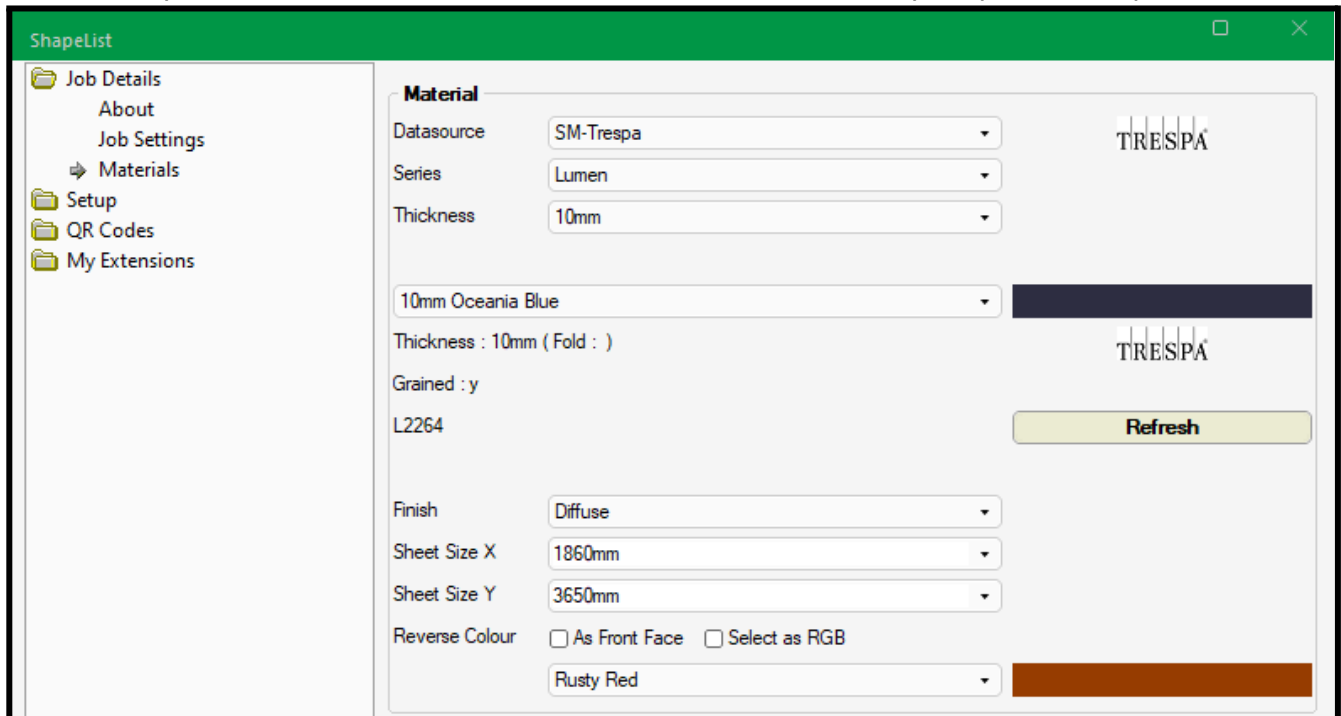 ShapeList
Job Details
About
Job Settings
Materials
Setup
QR Codes
My Extensions
Material
Datasource SM-Trespa TRESPA
Series Lumen
Thickness 10mm
10mm Oceania Blue
Thickness : 10mm ( Fold : ) TRESPA
Grained : y
L2264 Refresh
Finish Diffuse
Sheet Size X 1860mm
Sheet Size Y 3650mm
Reverse Colour As Front Face Select as RGB
Rusty Red